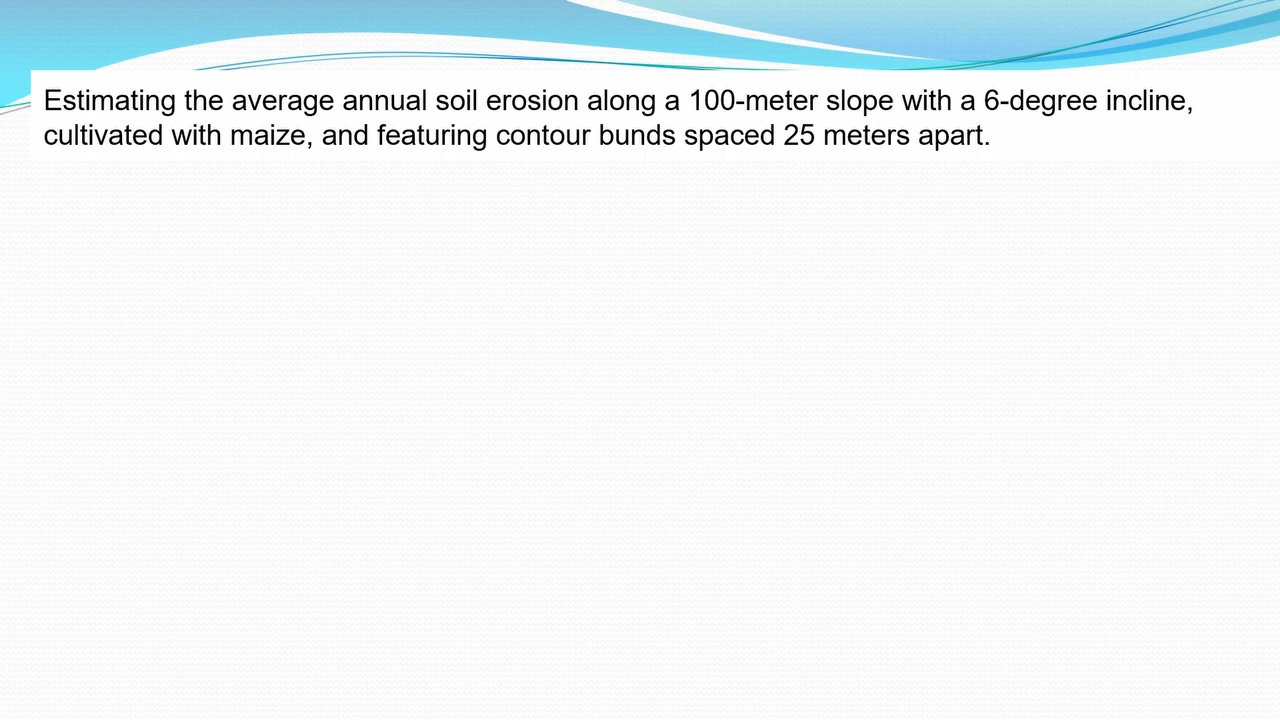 Estimating the average annual soil erosion along a 100-meter slope with a 6-degree incline,
cultivated with maize, and featuring contour bunds spaced 25 meters apart.